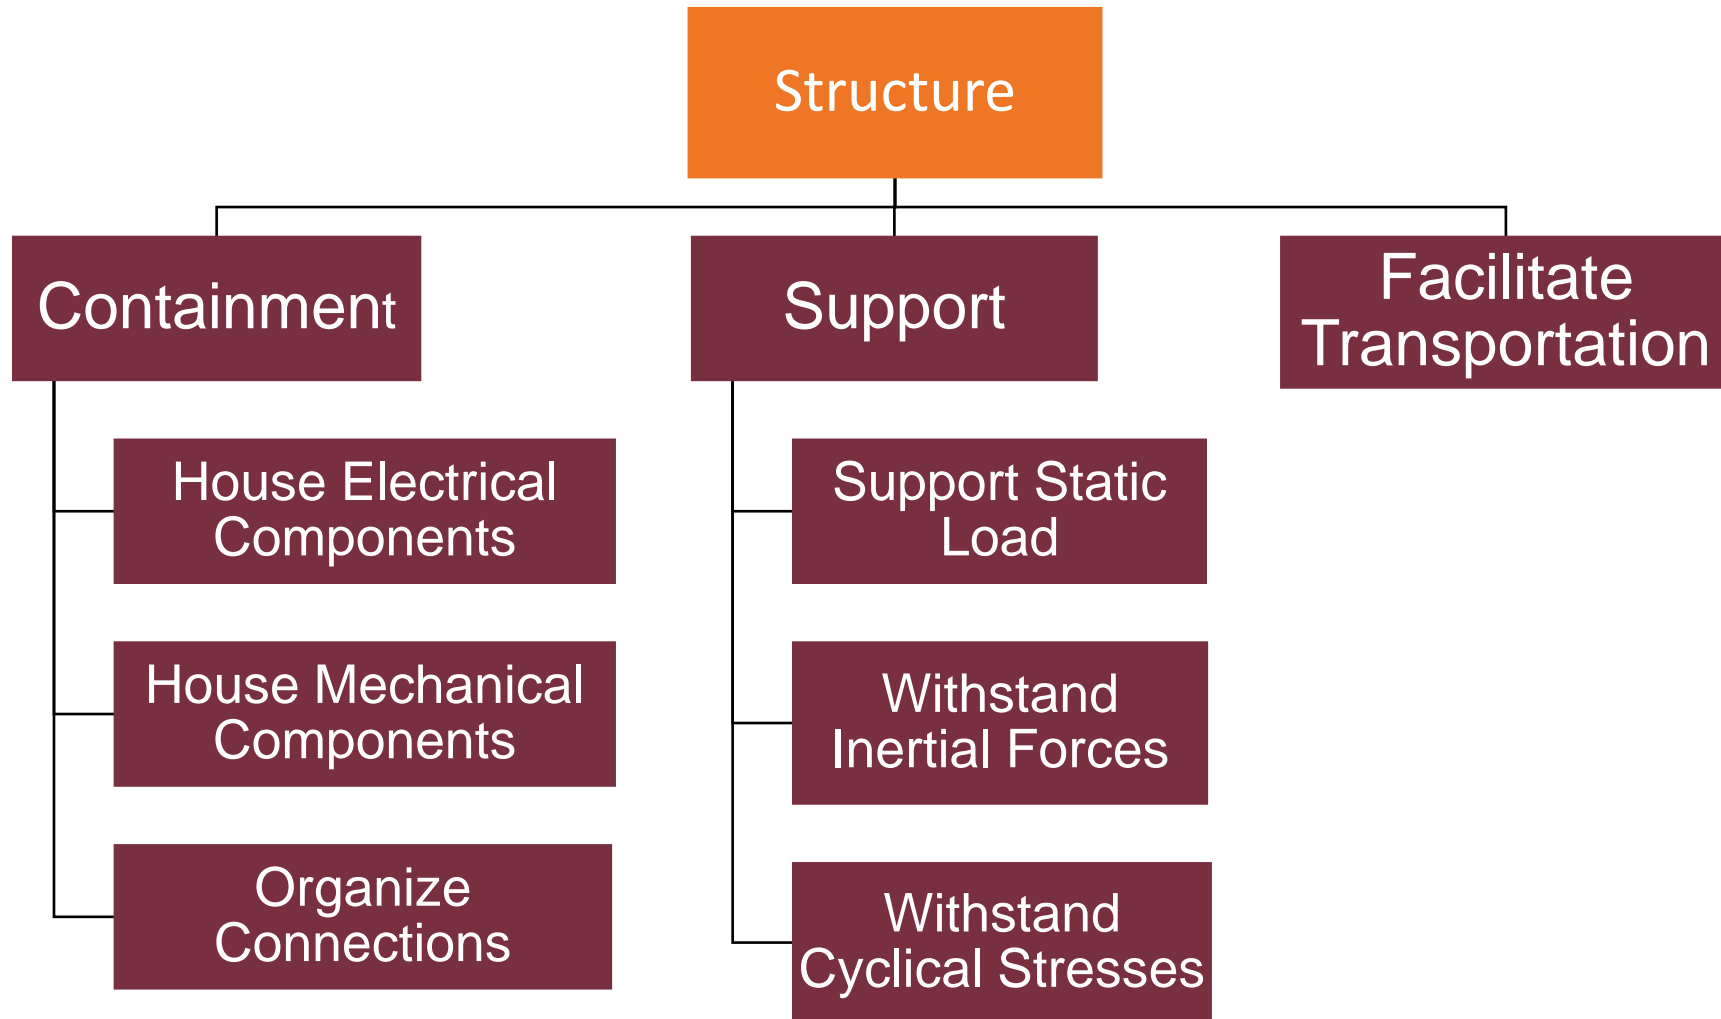 Structure
Containment
Support
Facilitate
Transportation
House Electrical
Components
House Mechanical
Components
Organize
Connections
Support Static
Load
Withstand
Inertial Forces
Withstand
Cyclical Stresses